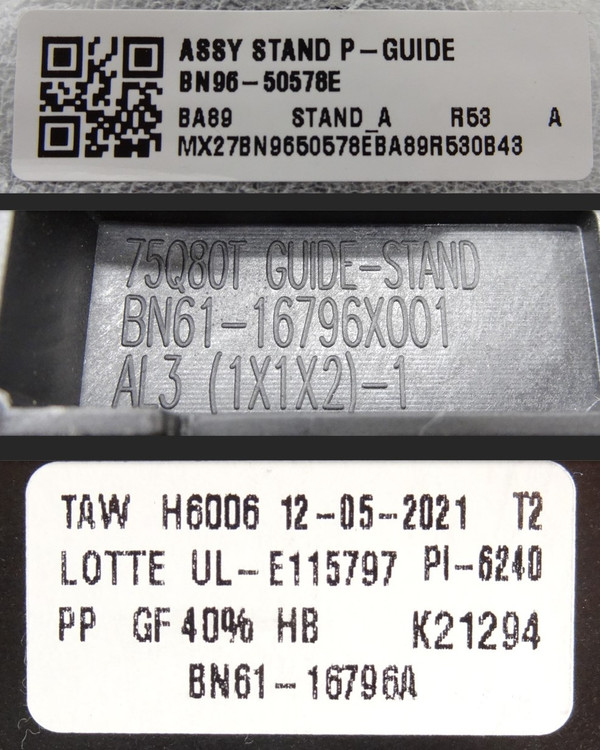 ASSY STAND P-GUIDE
BN96-50578E
BA89 STAND_A R53 A
MX27BN9650578EBA89R530B43
75Q80T GUIDE-STAND
BN61-16796X001
AL3 (1X1X2)-1
TAW H6006 12-05-2021 T2
LOTTE UL-E115797 PI-6240
PP GF40% HB K21294
BN61-16796A